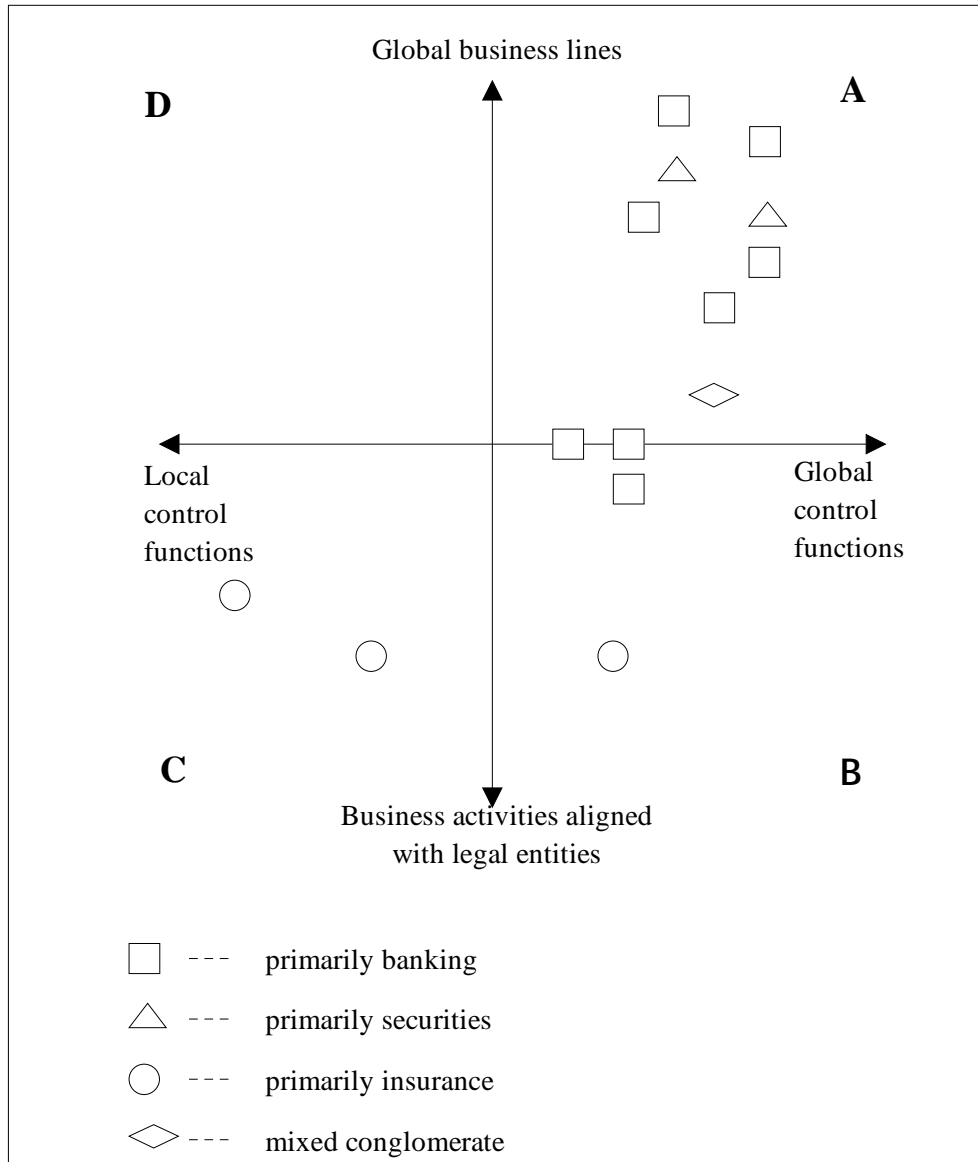 Global business lines
D
A
Local
control
functions
Global
control
functions
C
B
Business activities aligned
with legal entities
--- primarily banking
--- primarily securities
--- primarily insurance
--- mixed conglomerate